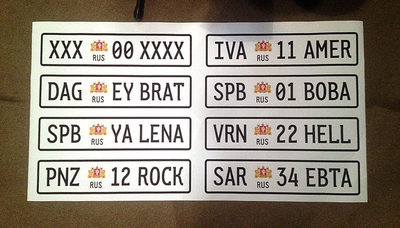 XXX RUS 00 XXXX
DAG RUS EY BRAT
SPB RUS YA LENA
PNZ RUS 12 ROCK
IVA RUS 11 AMER
SPB RUS 01 BOBA
VRN RUS 22 HELL
SAR RUS 34 EBTA